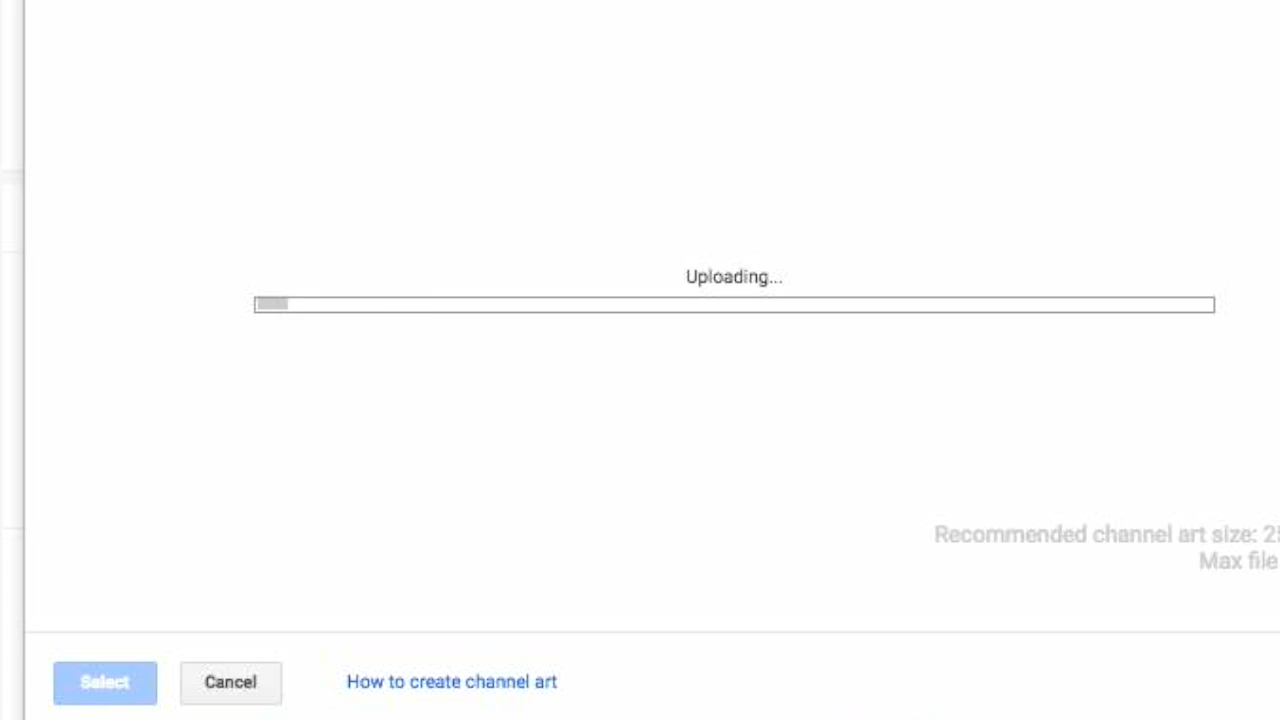 Uploading...
Recommended channel art size:
Max file
Select
Cancel
How to create channel art